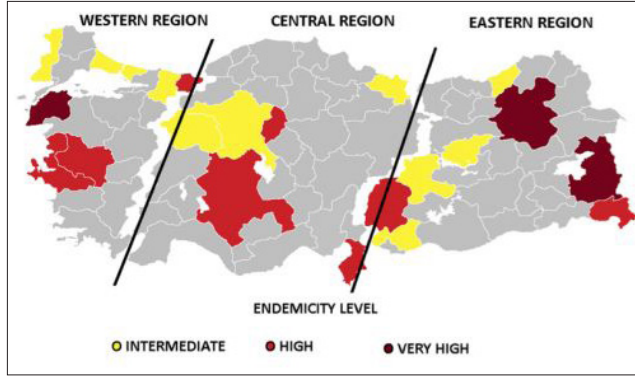 WESTERN REGION
CENTRAL REGION
EASTERN REGION
ENDEMICITY LEVEL
INTERMEDIATE
HIGH
VERY HIGH